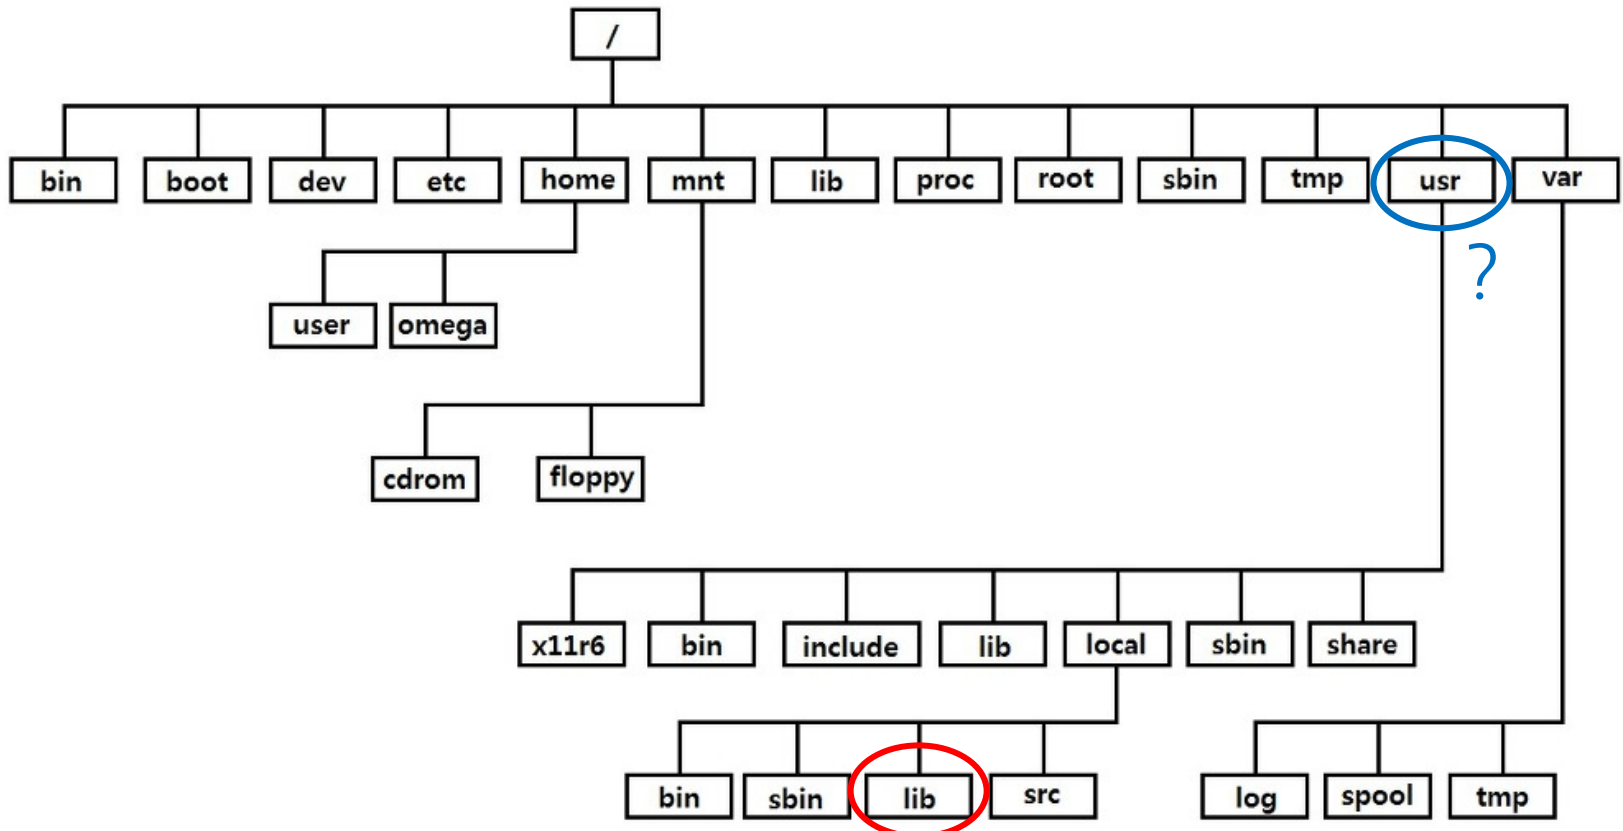 /
bin boot dev etc home mnt lib proc root sbin tmp usr var
?
user omega
cdrom floppy
x11r6 bin include lib local sbin share
bin sbin lib src log spool tmp